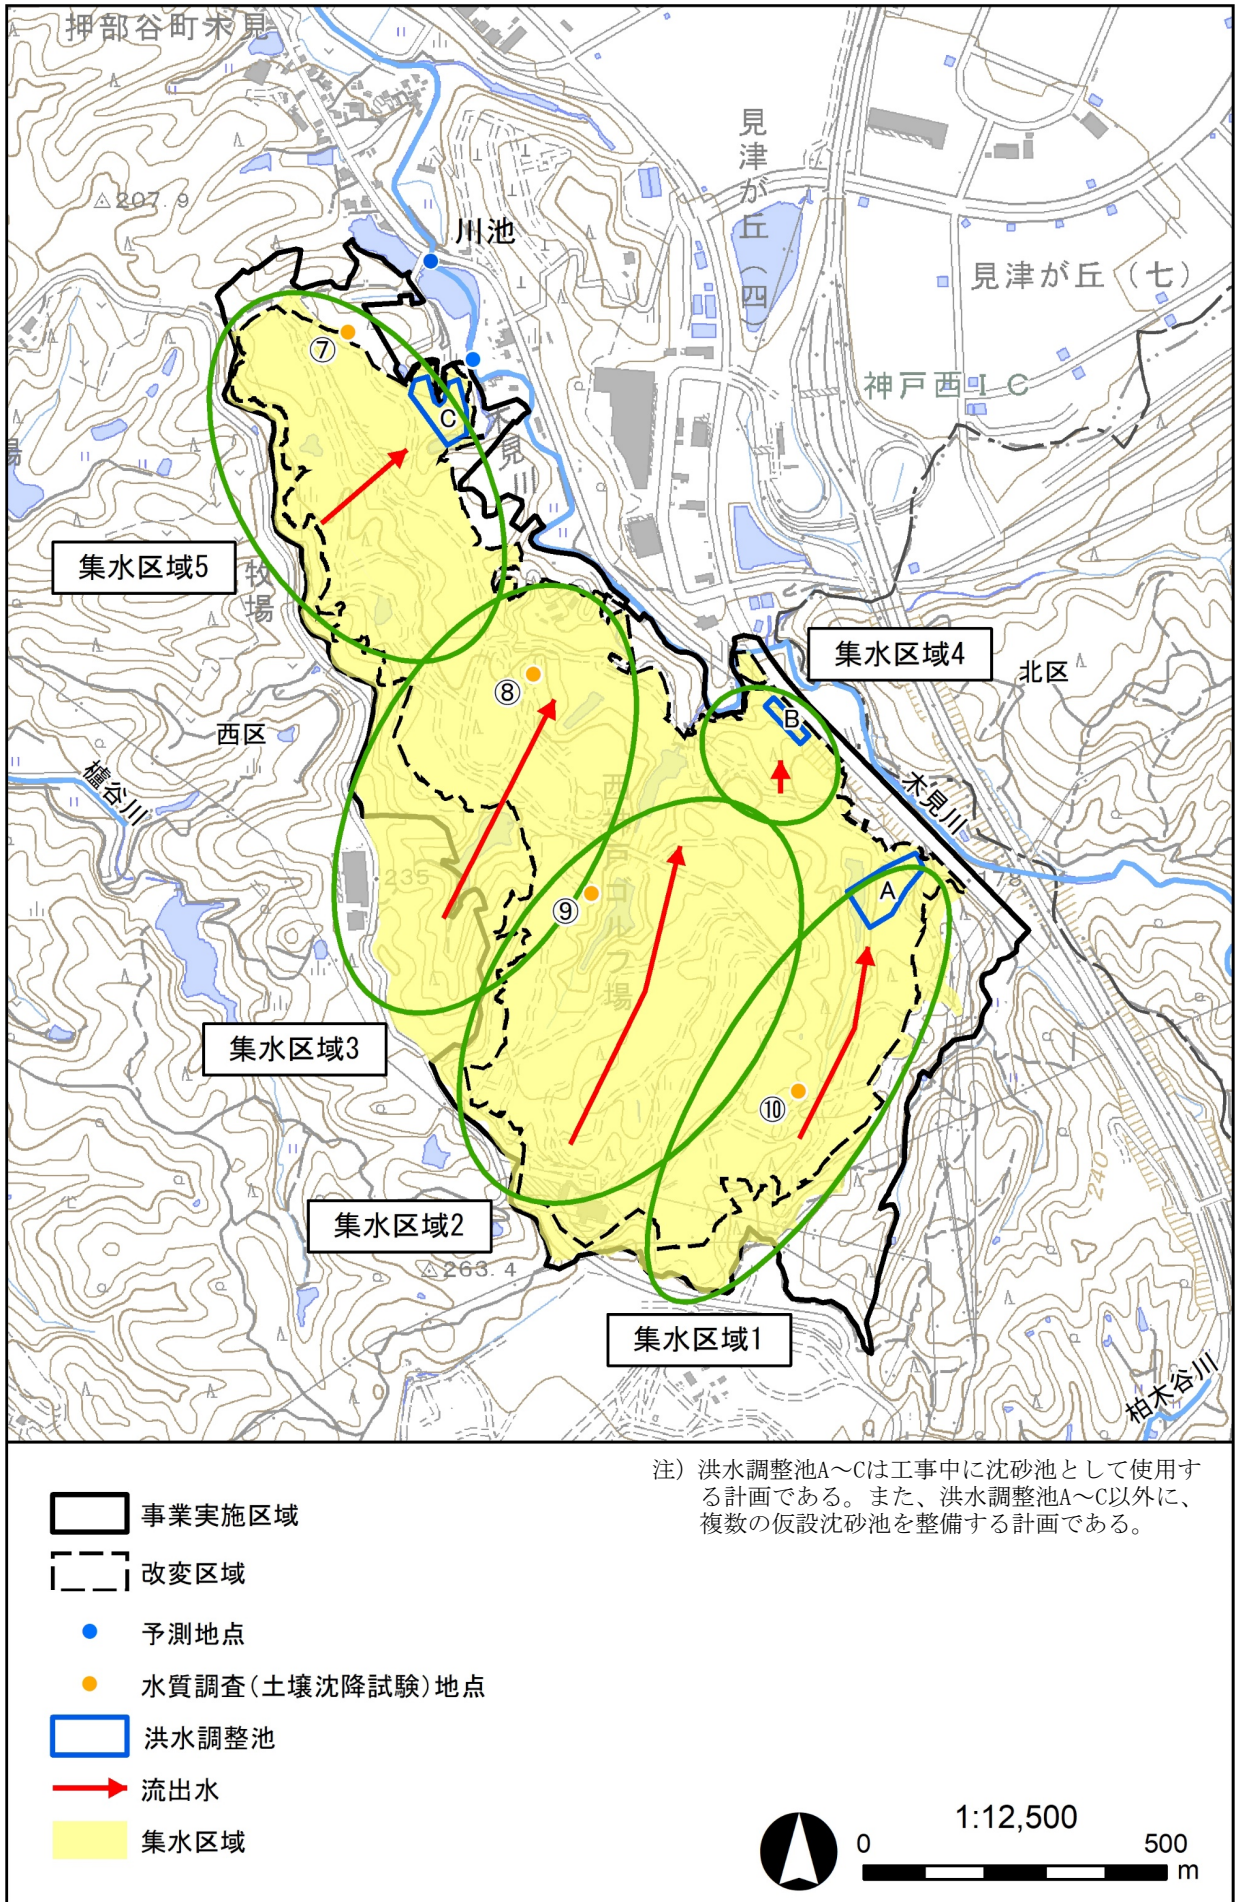 押部谷町木見
207.9
川池
見津が丘(四)
見津が丘(七)
神戸西IC
⑦
C
木見川
集水区域5
牧場
場
集水区域4
北区
⑧
B
西区
櫨谷川
木見川
西神戸ゴルフ場
235
178
A
⑨
集水区域3
⑩
240
集水区域2
263.4
集水区域1
柏木谷川
注) 洪水調整池A~Cは工事中に沈砂池として使用す
る計画である。また、洪水調整池A~C以外に、
複数の仮設沈砂池を整備する計画である。
事業実施区域
改変区域
予測地点
水質調査(土壌沈降試験)地点
洪水調整池
流出水
集水区域
1:12,500
0 500
m